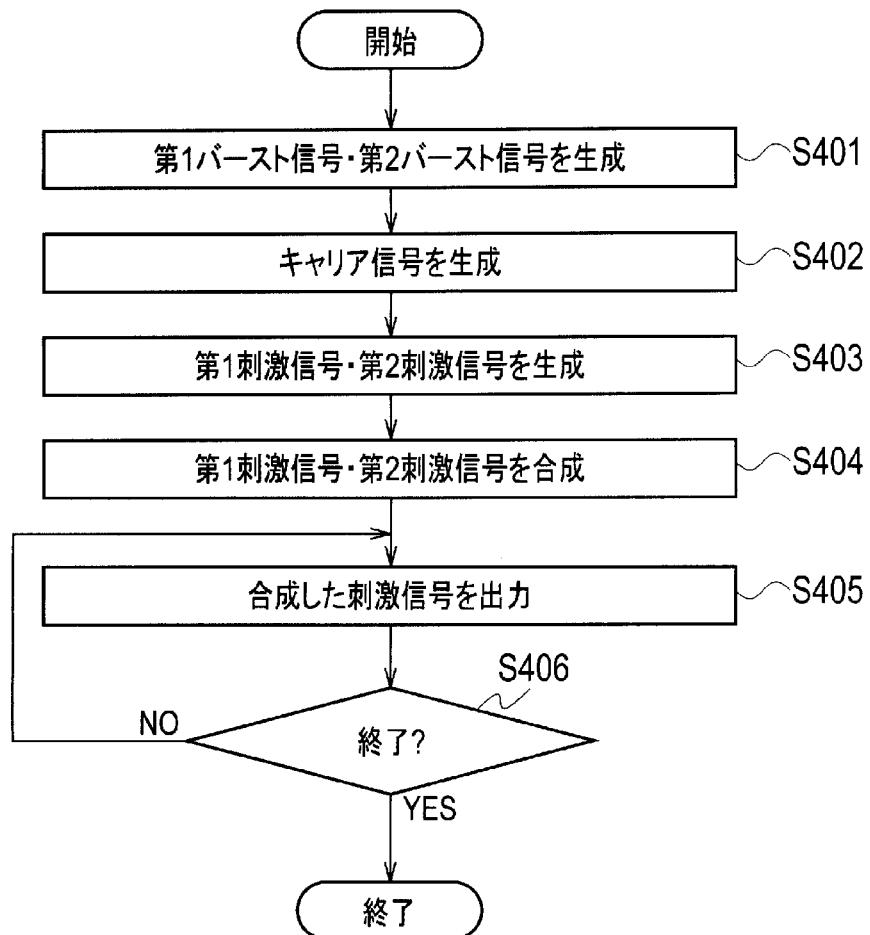 開始
第1バースト信号・第2バースト信号を生成
S401
キャリア信号を生成
S402
第1刺激信号・第2刺激信号を生成
S403
第1刺激信号・第2刺激信号を合成
S404
合成した刺激信号を出力
S405
S406
終了?
NO
YES
終了